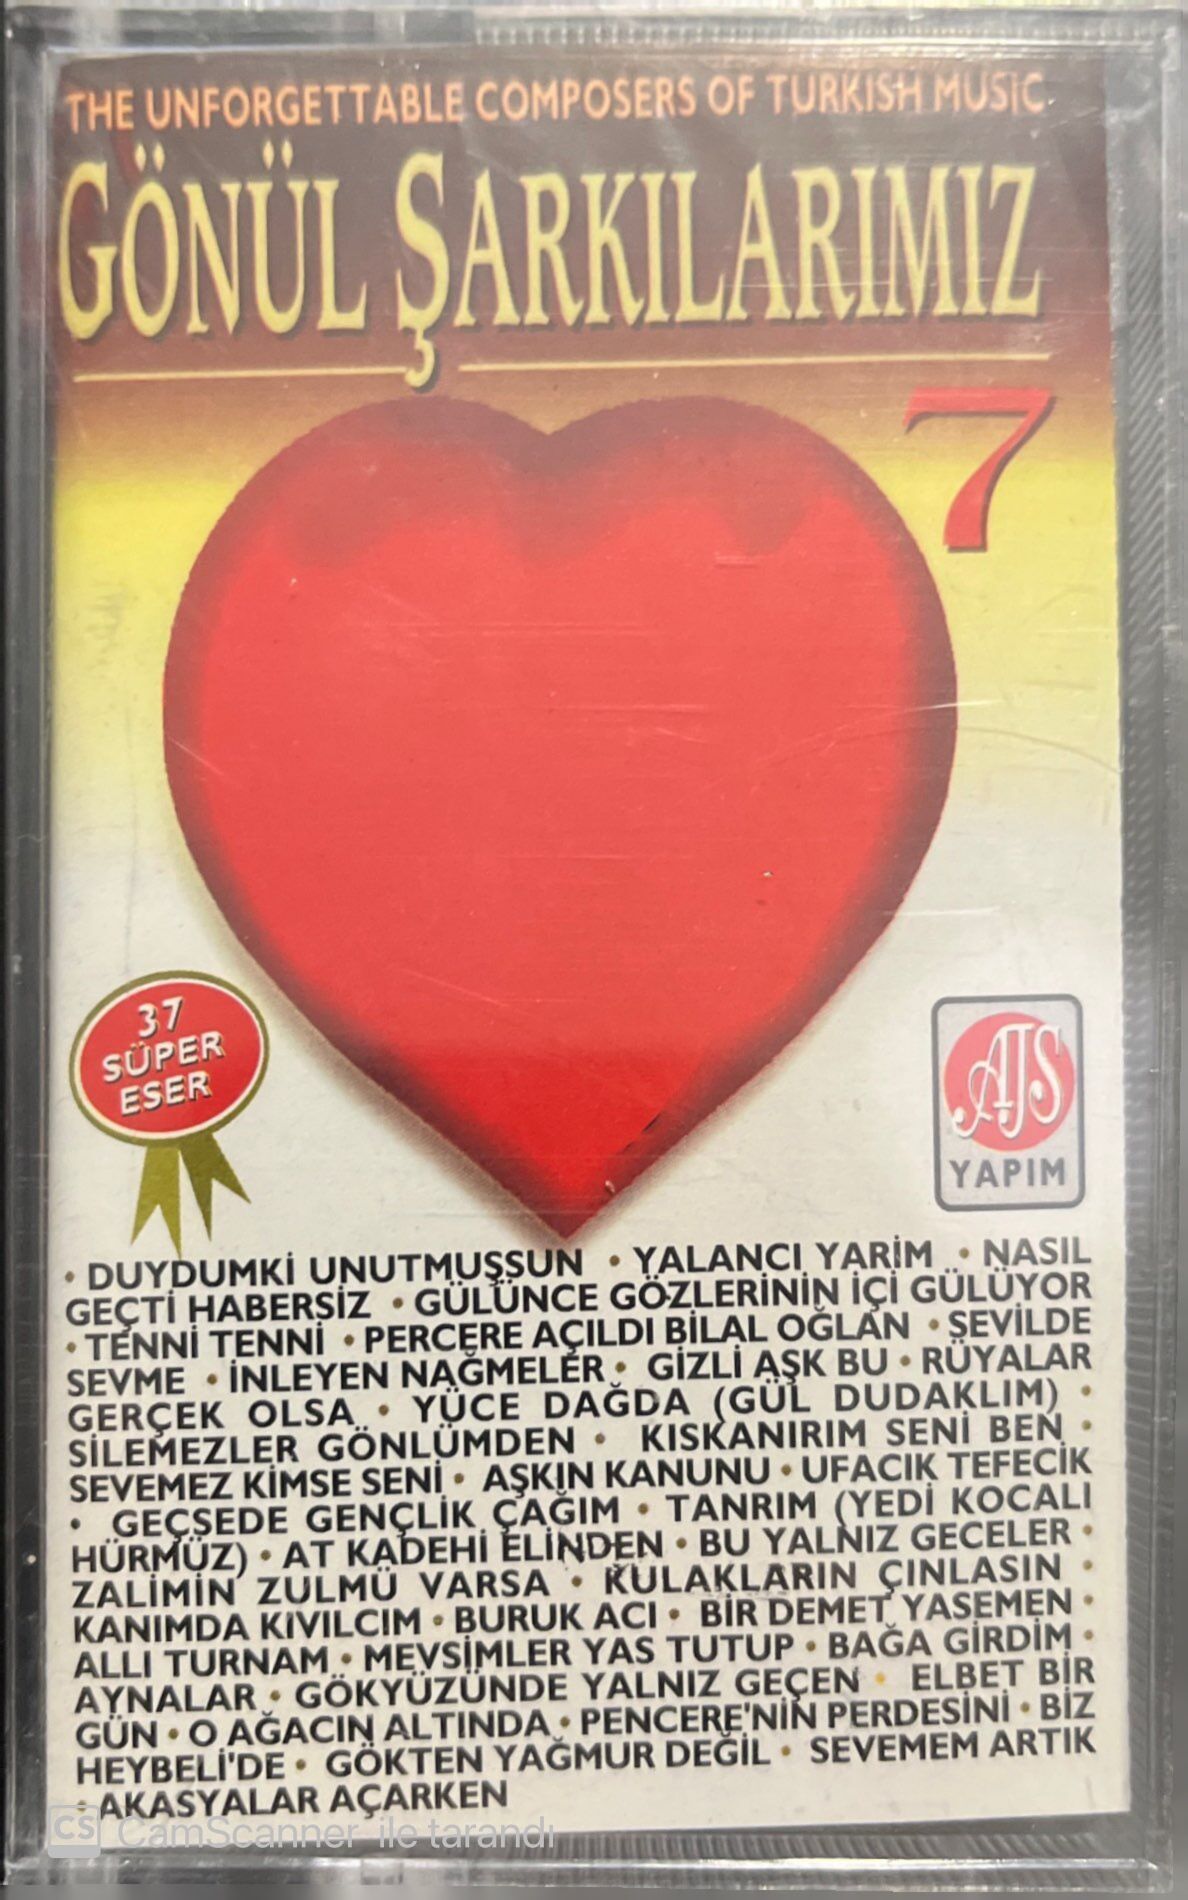 THE UNFORGETTABLE COMPOSERS OF TURKISH MUSIC
GÖNÜL ŞARKILARIMIZ
7
37
SÜPER
ESER
AJS
YAPIM
• DUYDUMKİ UNUTMUŞSUN • YALANCI YARİM • NASIL
GEÇTİ HABERSİZ • GÜLÜNCE GÖZLERİNİN İÇİ GÜLÜYOR
• TENNİ TENNİ • PERCERE AÇILDI BİLAL OĞLAN • SEVİLDE
SEVME • İNLEYEN NAĞMELER • GİZLİ AŞK BU • RÜYALAR
GERÇEK OLSA • YÜCE DAĞDA (GÜL DUDAKLIM) •
SİLEMEZLER GÖNLÜMDEN • KISKANIRIM SENİ BEN •
SEVEMEZ KİMSE SENİ • AŞKIN KANUNU • UFACIK TEFECİK
• GEÇSEDE GENÇLİK ÇAĞIM • TANRIM (YEDİ KOCALI
HÜRMÜZ) • AT KADEHİ ELİNDEN • BU YALNIZ GECELER •
ZALİMİN ZULMÜ VARSA • KULAKLARIN ÇINLASIN •
KANIMDA KIVILCIM • BURUK ACI • BİR DEMET YASEMEN •
ALLI TURNAM • MEVSİMLER YAS TUTUP • BAĞA GİRDİM •
AYNALAR • GÖKYÜZÜNDE YALNIZ GEÇEN • ELBET BİR
GÜN • O AĞACIN ALTINDA • PENCERE'NİN PERDESİNİ • BİZ
HEYBELİ'DE • GÖKTEN YAĞMUR DEĞİL • SEVEMEM ARTIK
• AKASYALAR AÇARKEN
CS CamScanner ile tarandı